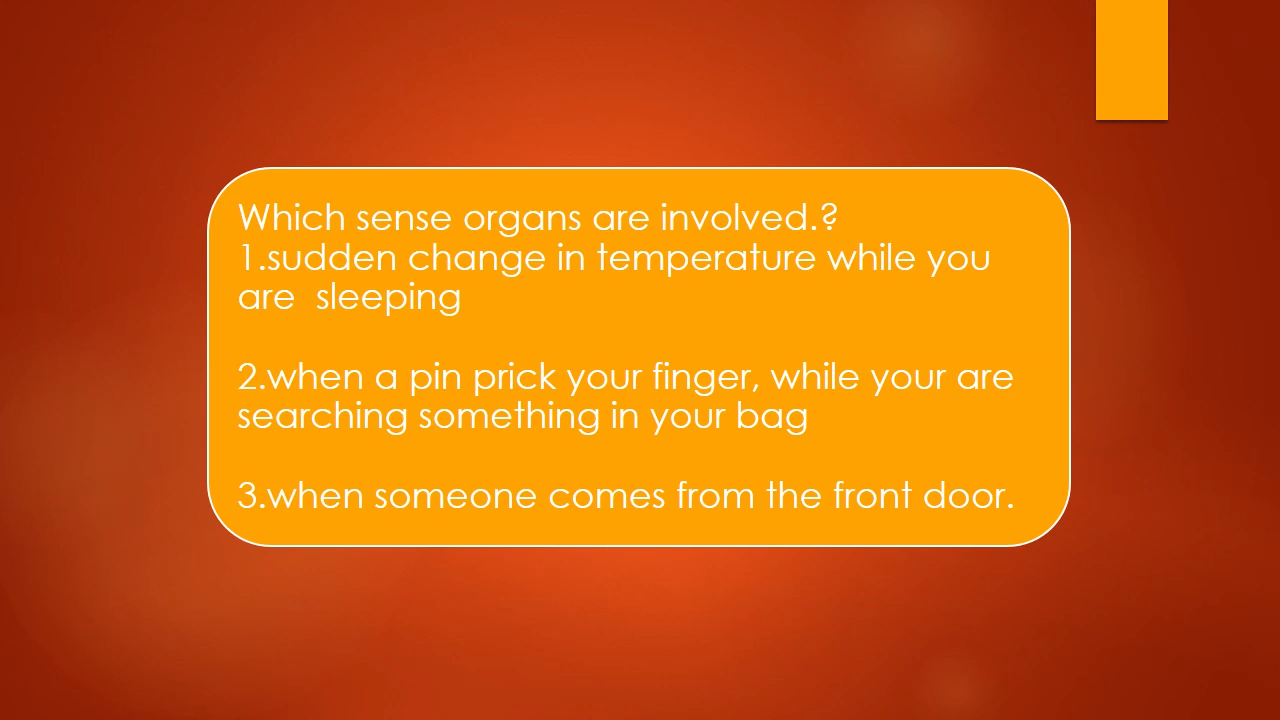 Which sense organs are involved.?
1.sudden change in temperature while you
are  sleeping
2.when a pin prick your finger, while your are
searching something in your bag
3.when someone comes from the front door.